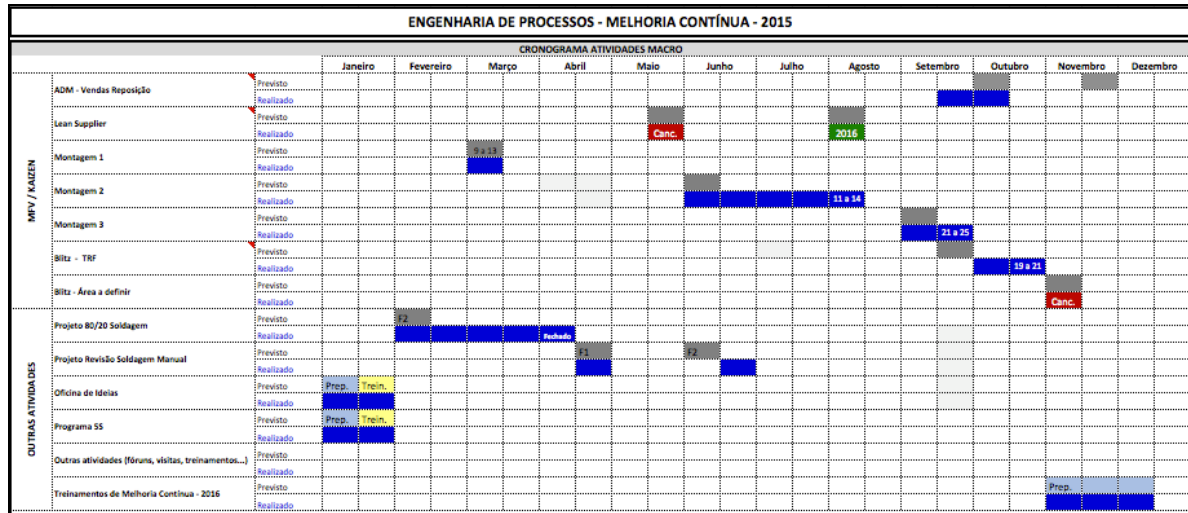 ENGENHARIA DE PROCESSOS - MELHORIA CONTÍNUA - 2015
CRONOGRAMA ATIVIDADES MACRO
Janeiro Fevereiro Março Abril Maio Junho Julho Agosto Setembro Outubro Novembro Dezembro
MFV / KAIZEN
ADM - Vendas Reposição
Previsto
Realizado
Lean Supplier
Previsto
Realizado Canc. 2016
Montagem 1
Previsto 9 a 13
Realizado
Montagem 2
Previsto
Realizado 11 a 14
Montagem 3
Previsto
Realizado 21 a 25
Blitz - TRF
Previsto
Realizado 19 a 21
Blitz - Área a definir
Previsto
Realizado Canc.
OUTRAS ATIVIDADES
Projeto 80/20 Soldagem
Previsto F2
Realizado Fechado
Projeto Revisão Soldagem Manual
Previsto F1 F2
Realizado
Oficina de Ideias
Previsto Prep. Trein.
Realizado
Programa 5S
Previsto Prep. Trein.
Realizado
Outras atividades (fóruns, visitas, treinamentos...)
Previsto
Realizado
Treinamentos de Melhoria Contínua - 2016
Previsto Prep.
Realizado